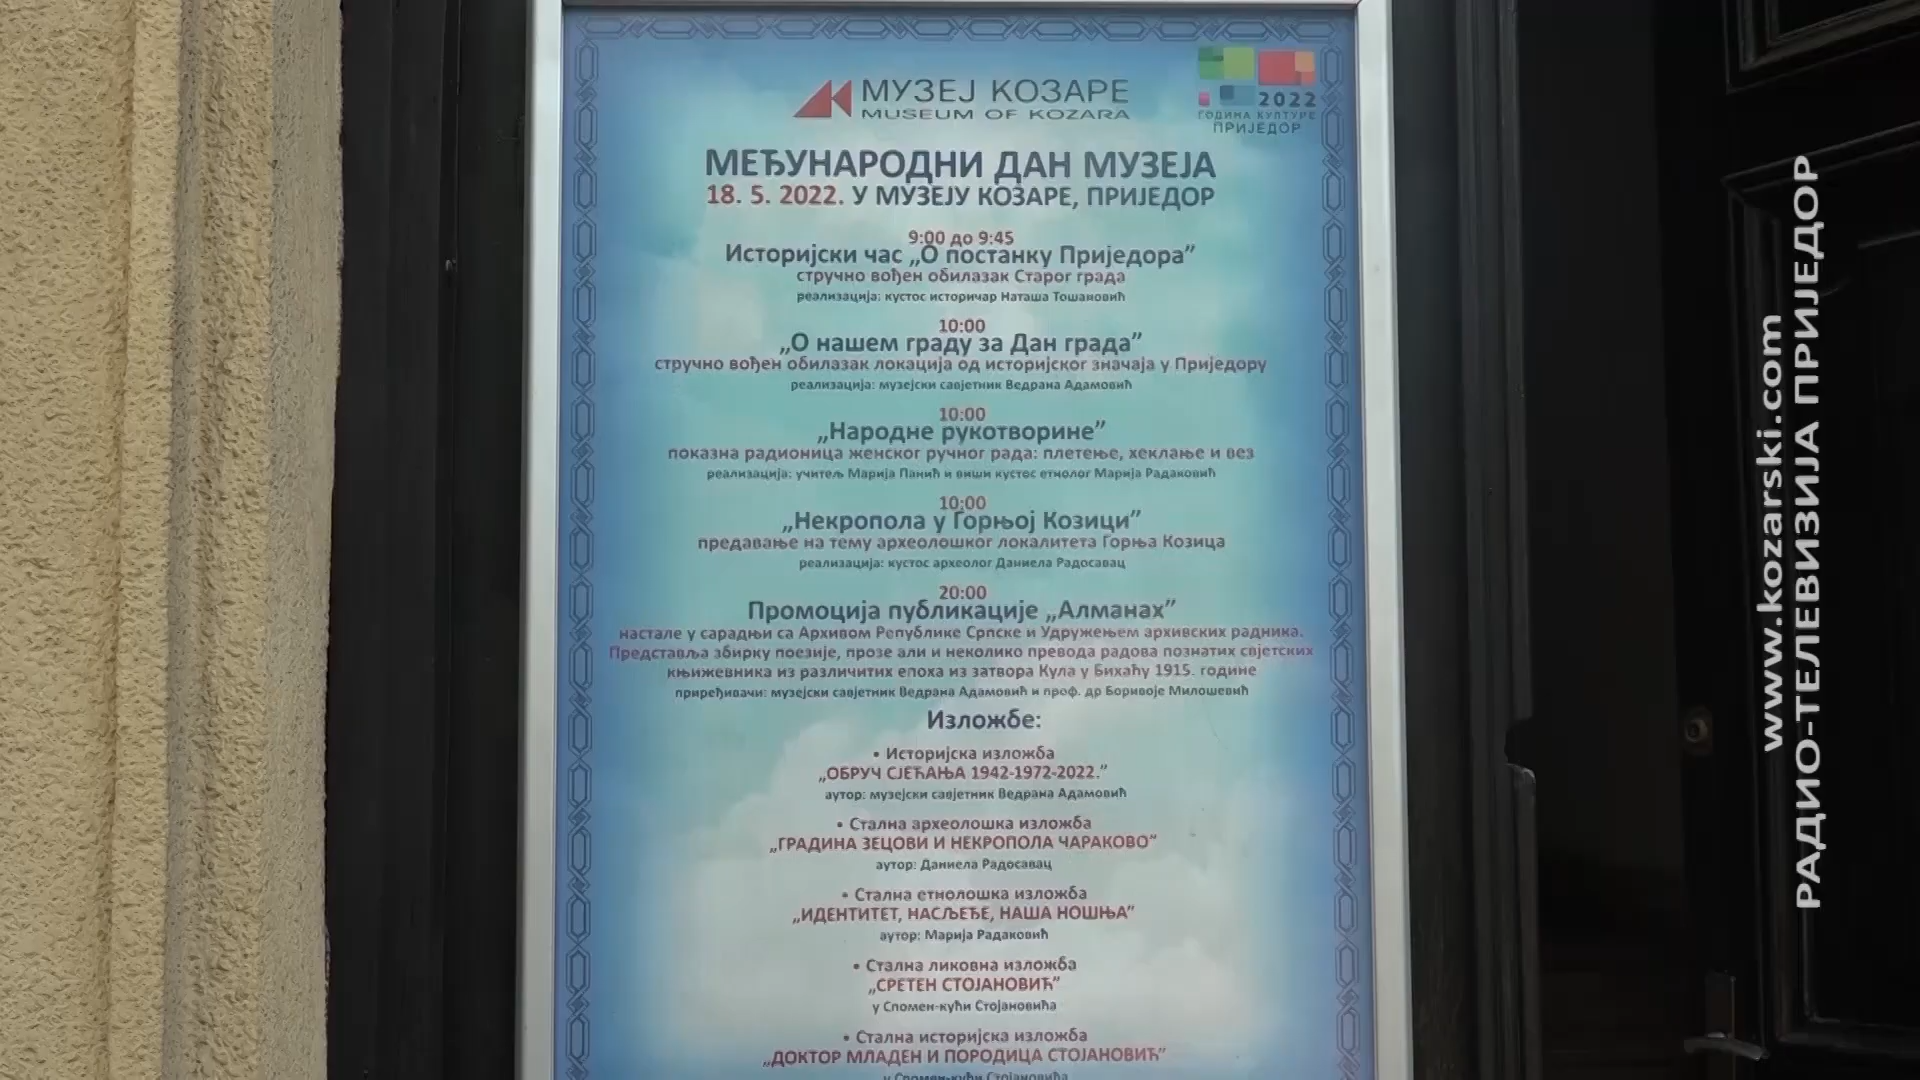 МУЗЕЈ КОЗАРЕ
MUSEUM OF KOZARA
2022
ГОДИНА КУЛТУРЕ
ПРИЈЕДОР
МЕЂУНАРОДНИ ДАН МУЗЕЈА
18. 5. 2022. У МУЗЕЈУ КОЗАРЕ, ПРИЈЕДОР
9:00 до 9:45
Историјски час „О постанку Приједора”
стручно вођен обилазак Старог града
реализација: кустос историчар Наташа Тошановић
10:00
„О нашем граду за Дан града”
стручно вођен обилазак локација од историјског значаја у Приједору
реализација: музејски савјетник Ведрана Адамовић
10:00
„Народне рукотворине”
показна радионица женског ручног рада: плетење, хеклање и вез
реализација: учитељ Марија Панић и виши кустос етнолог Марија Радаковић
10:00
„Некропола у Горњој Козици”
предавање на тему археолошког локалитета Горња Козица
реализација: кустос археолог Даниела Радосавац
20:00
Промоција публикације „Алманах”
настале у сарадњи са Архивом Републике Српске и Удружењем архивских радника.
Представља збирку поезије, прозе али и неколико превода радова познатих свјетских
књижевника из различитих епоха из затвора Кула у Бихаћу 1915. године
приређивачи: музејски савјетник Ведрана Адамовић и проф. др Боривоје Милошевић
Изложбе:
• Историјска изложба
„ОБРУЧ СЈЕЋАЊА 1942-1972-2022.”
аутор: музејски савјетник Ведрана Адамовић
• Стална археолошка изложба
„ГРАДИНА ЗЕЦОВИ И НЕКРОПОЛА ЧАРАКОВО”
аутор: Даниела Радосавац
• Стална етнолошка изложба
„ИДЕНТИТЕТ, НАСЉЕЂЕ, НАША НОШЊА”
аутор: Марија Радаковић
• Стална ликовна изложба
„СРЕТЕН СТОЈАНОВИЋ”
у Спомен-кући Стојановића
• Стална историјска изложба
„ДОКТОР МЛАДЕН И ПОРОДИЦА СТОЈАНОВИЋ”
у Спомен-кући Стојановића
www.kozarski.com
РАДИО-ТЕЛЕВИЗИЈА ПРИЈЕДОР